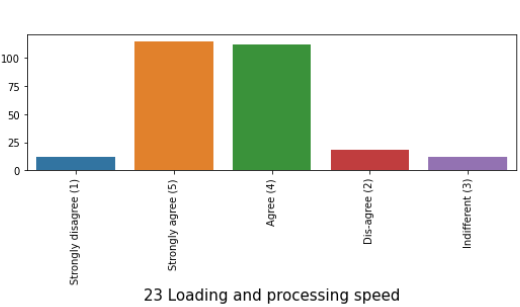 100
75
50
25
0
Strongly disagree (1)
Strongly agree (5)
Agree (4)
Dis-agree (2)
Indifferent (3)
23 Loading and processing speed